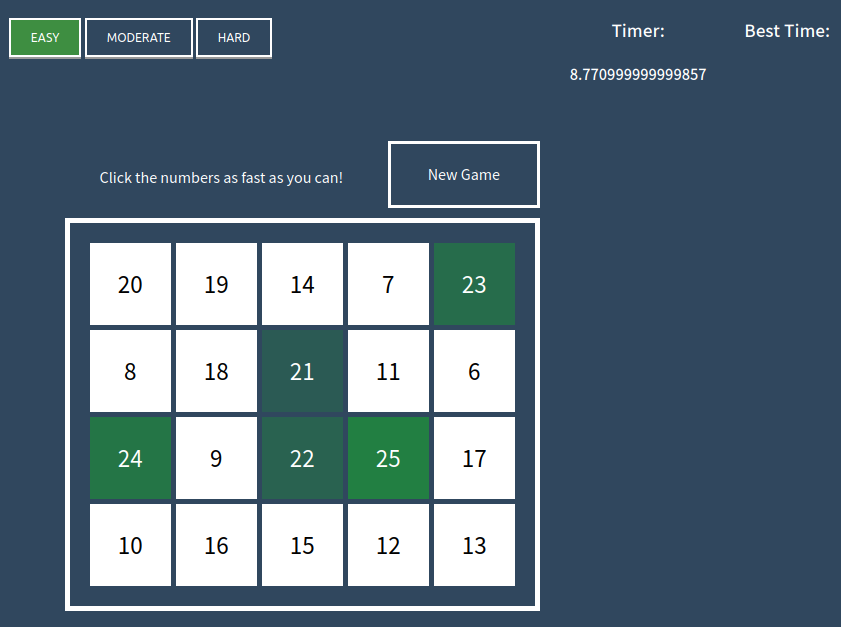 EASY MODERATE HARD
Timer: Best Time:
8.770999999999857
Click the numbers as fast as you can!
New Game
20 19 14 7 23
8 18 21 11 6
24 9 22 25 17
10 16 15 12 13